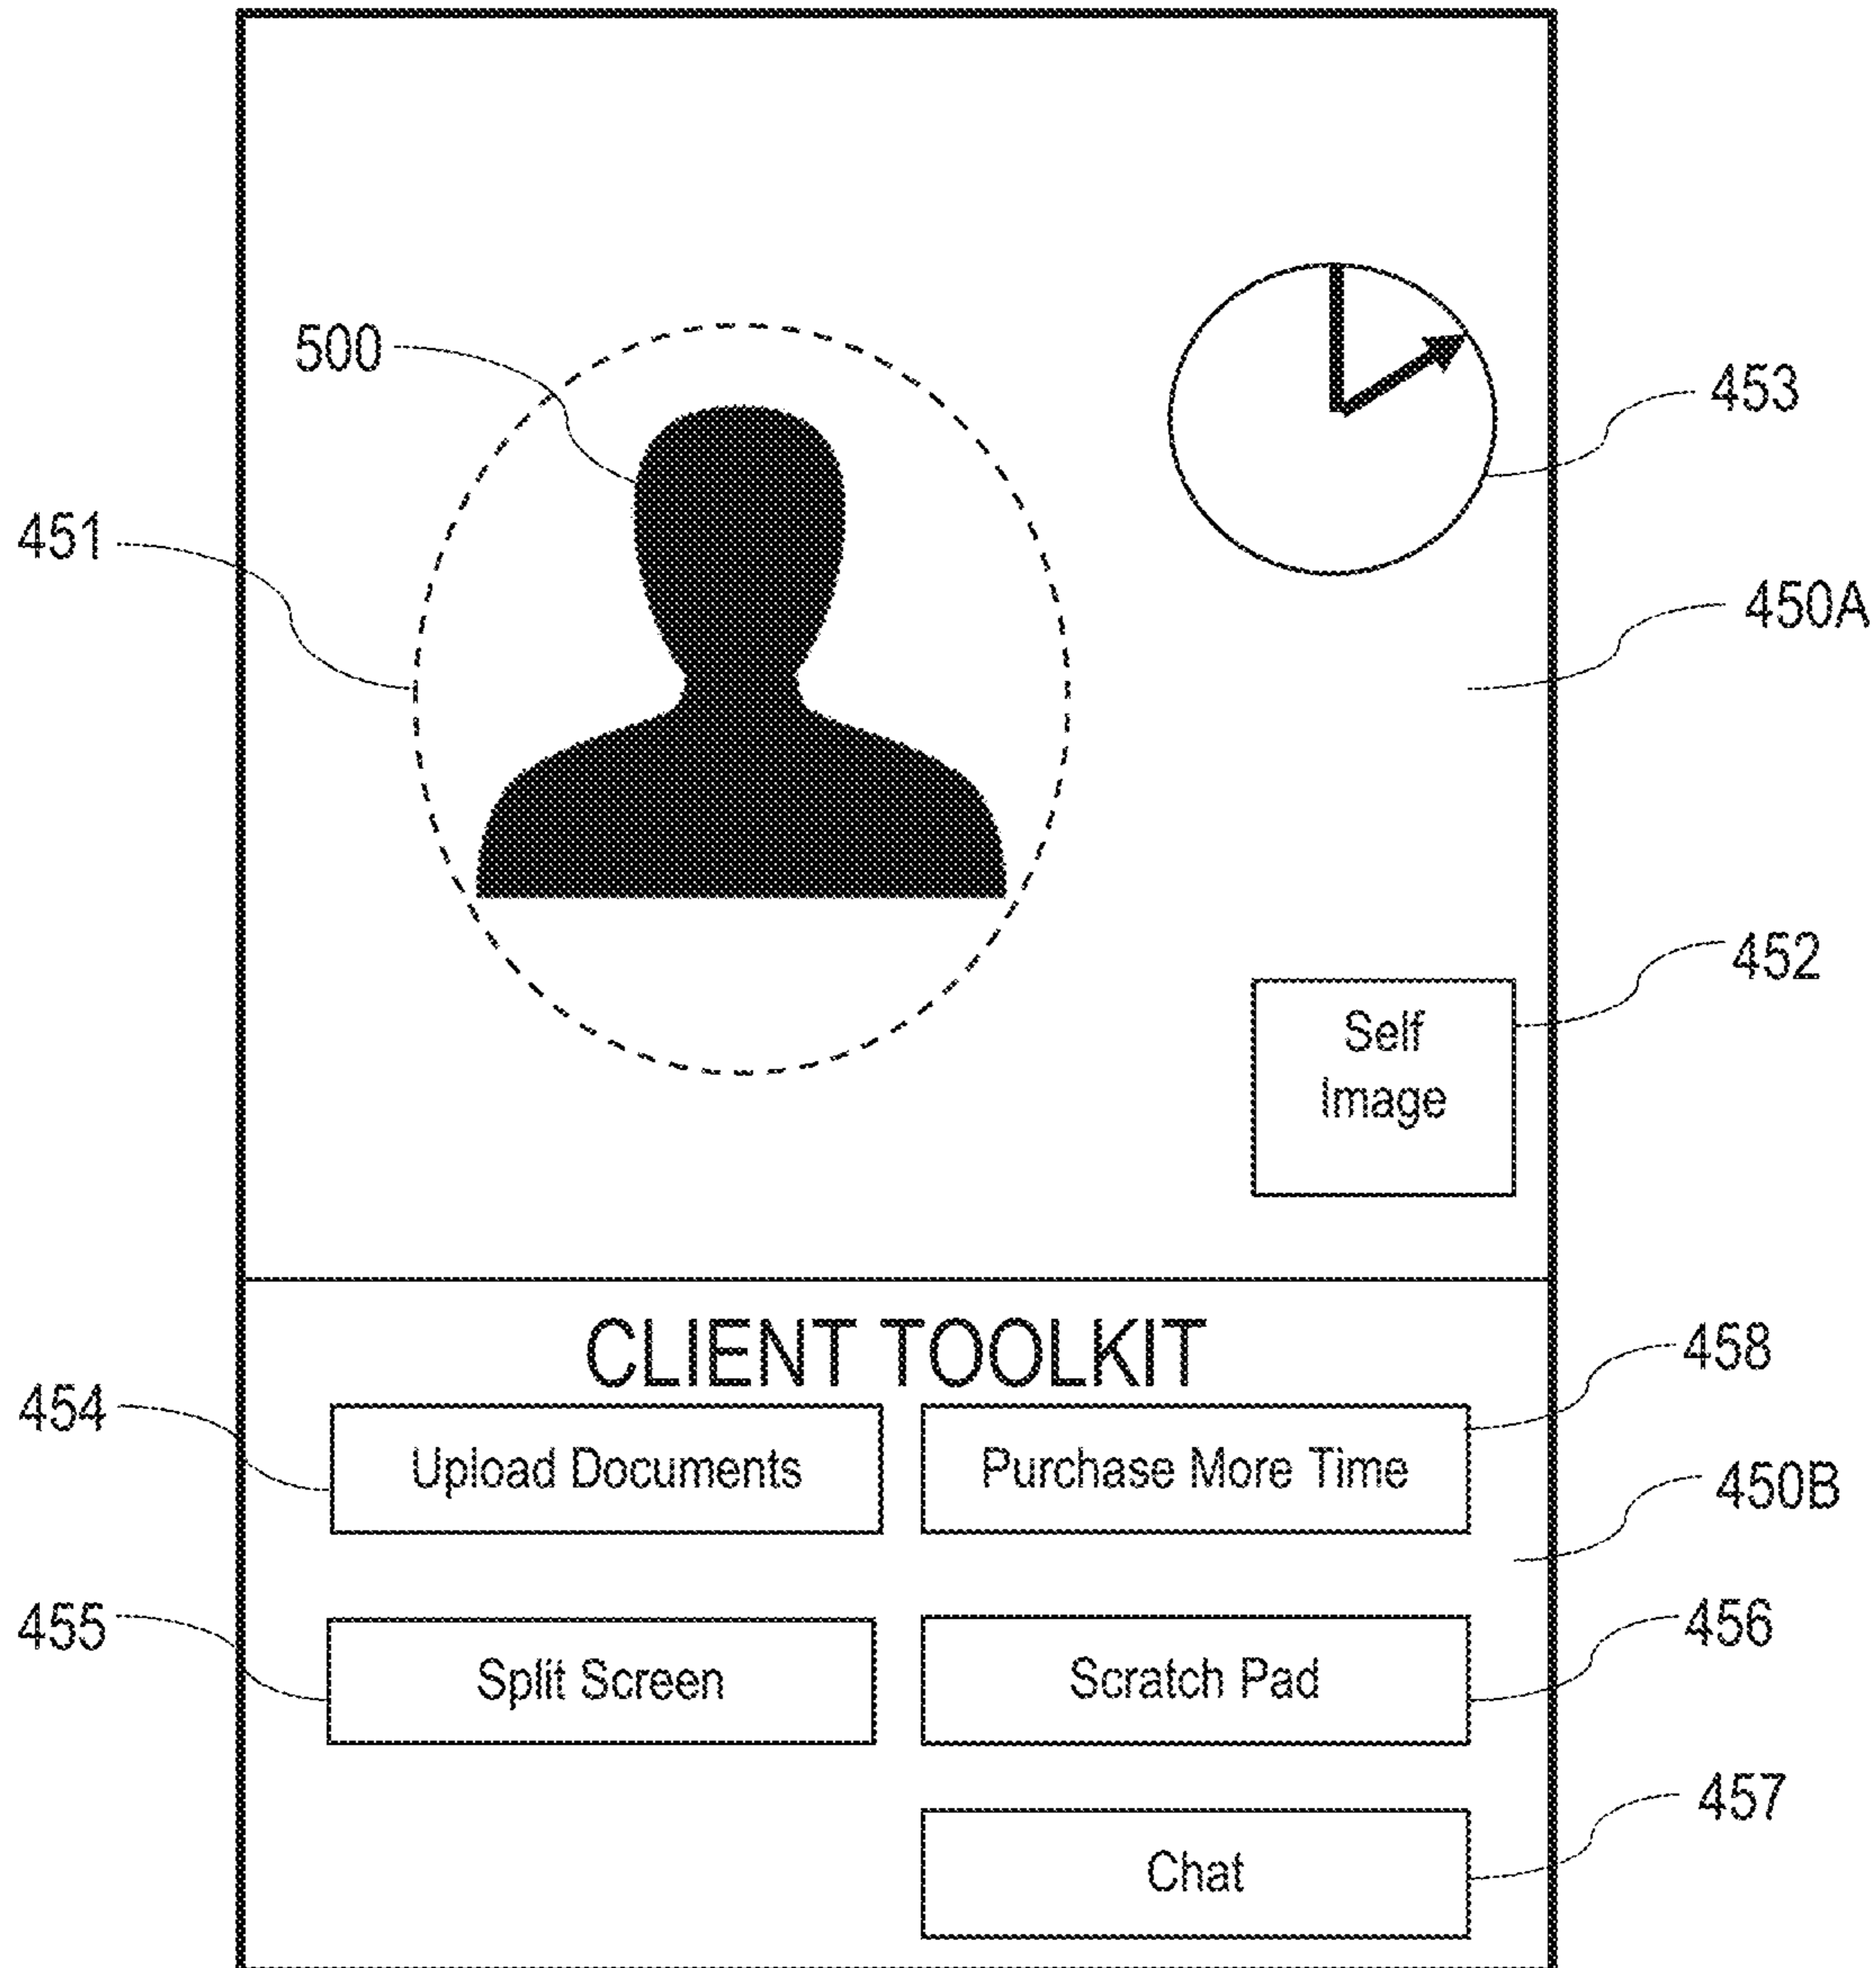 500
453
451
450A
452
Self
Image
CLIENT TOOLKIT
458
454
Upload Documents
Purchase More Time
450B
455
456
Split Screen
Scratch Pad
457
Chat